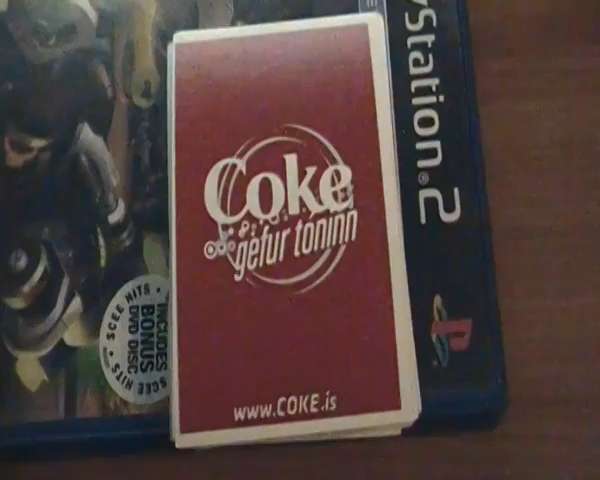 Coke
gefur tóninn
www.COKE.is
PlayStation®2
SCEE HITS • SCEE HITS •
INCLUDES
BONUS
DVD DISC